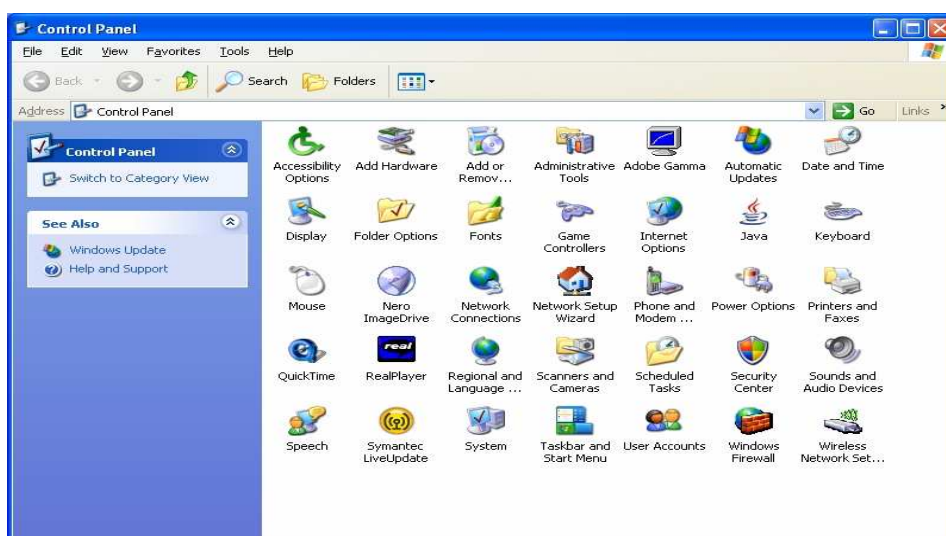 Control Panel
File Edit View Favorites Tools Help
Back Search Folders
Address Control Panel Go Links
Control Panel
Switch to Category View
See Also
Windows Update
Help and Support
Accessibility Options
Add Hardware
Add or Remov...
Administrative Tools
Adobe Gamma
Automatic Updates
Date and Time
Display
Folder Options
Fonts
Game Controllers
Internet Options
Java
Keyboard
Mouse
Nero ImageDrive
Network Connections
Network Setup Wizard
Phone and Modem ...
Power Options
Printers and Faxes
QuickTime
real
RealPlayer
Regional and Language ...
Scanners and Cameras
Scheduled Tasks
Security Center
Sounds and Audio Devices
Speech
Symantec LiveUpdate
System
Taskbar and Start Menu
User Accounts
Windows Firewall
Wireless Network Set...